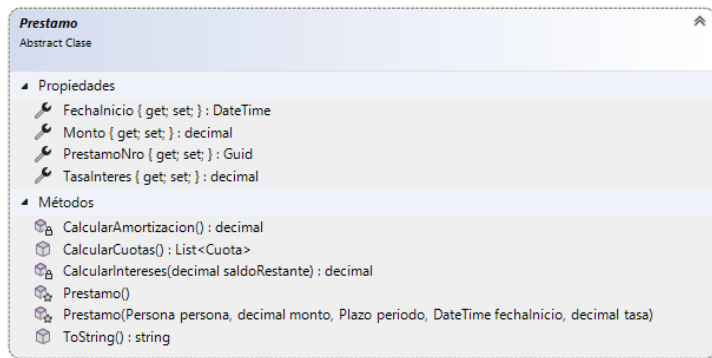 Prestamo
Abstract Clase
Propiedades
FechaInicio { get; set; } : DateTime
Monto { get; set; } : decimal
PrestamoNro { get; set; } : Guid
TasaInteres { get; set; } : decimal
Métodos
CalcularAmortizacion() : decimal
CalcularCuotas() : List<Cuota>
CalcularIntereses(decimal saldoRestante) : decimal
Prestamo()
Prestamo(Persona persona, decimal monto, Plazo periodo, DateTime fechaInicio, decimal tasa)
ToString() : string